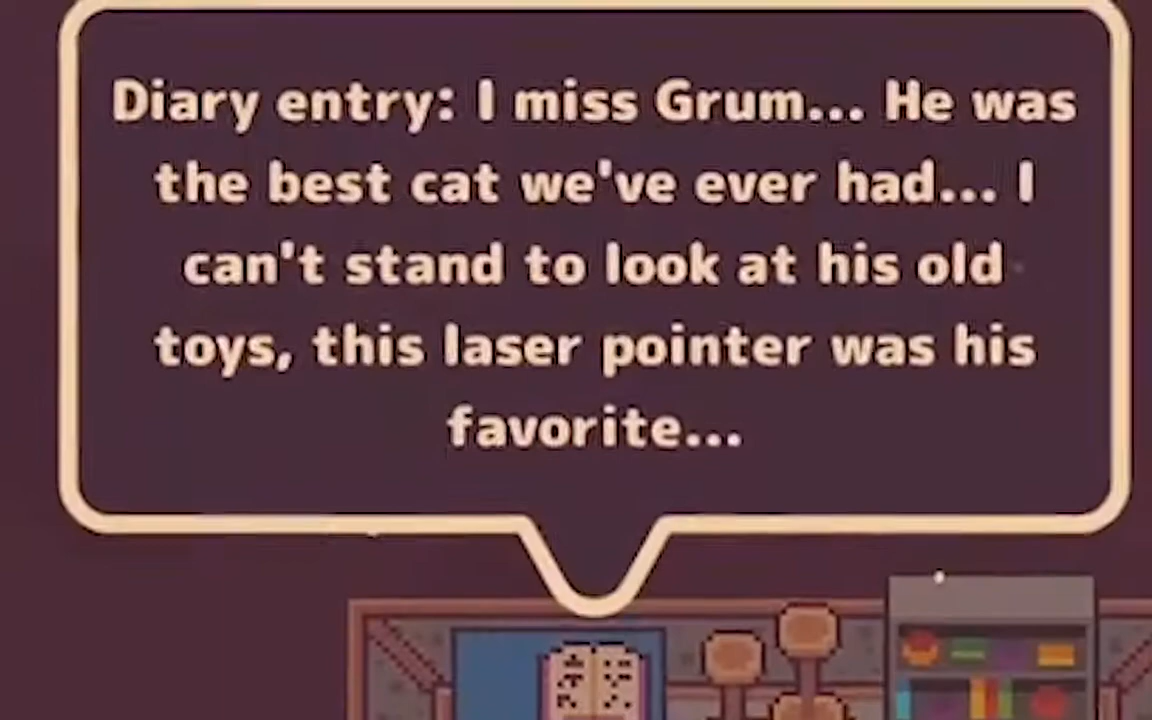 Diary entry: I miss Grum... He was
the best cat we've ever had... I
can't stand to look at his old
toys, this laser pointer was his
favorite...